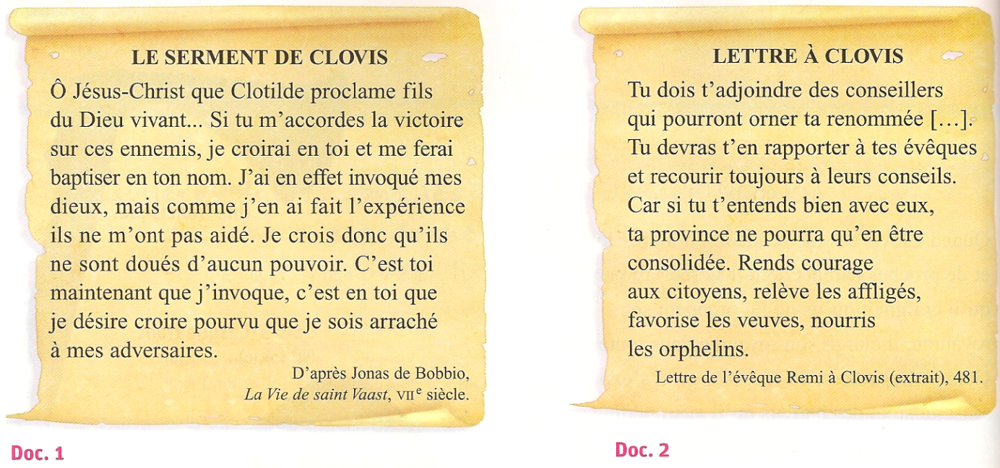 LE SERMENT DE CLOVIS
Ô Jésus-Christ que Clotilde proclame fils
du Dieu vivant... Si tu m'accordes la victoire
sur ces ennemis, je croirai en toi et me ferai
baptiser en ton nom. J'ai en effet invoqué mes
dieux, mais comme j'en ai fait l'expérience
ils ne m'ont pas aidé. Je crois donc qu'ils
ne sont doués d'aucun pouvoir. C'est toi
maintenant que j'invoque, c'est en toi que
je désire croire pourvu que je sois arraché
à mes adversaires.
D'après Jonas de Bobbio,
La Vie de saint Vaast, VIIe siècle.
Doc. 1
LETTRE À CLOVIS
Tu dois t'adjoindre des conseillers
qui pourront orner ta renommée [...].
Tu devras t'en rapporter à tes évêques
et recourir toujours à leurs conseils.
Car si tu t'entends bien avec eux,
ta province ne pourra qu'en être
consolidée. Rends courage
aux citoyens, relève les affligés,
favorise les veuves, nourris
les orphelins.
Lettre de l'évêque Remi à Clovis (extrait), 481.
Doc. 2